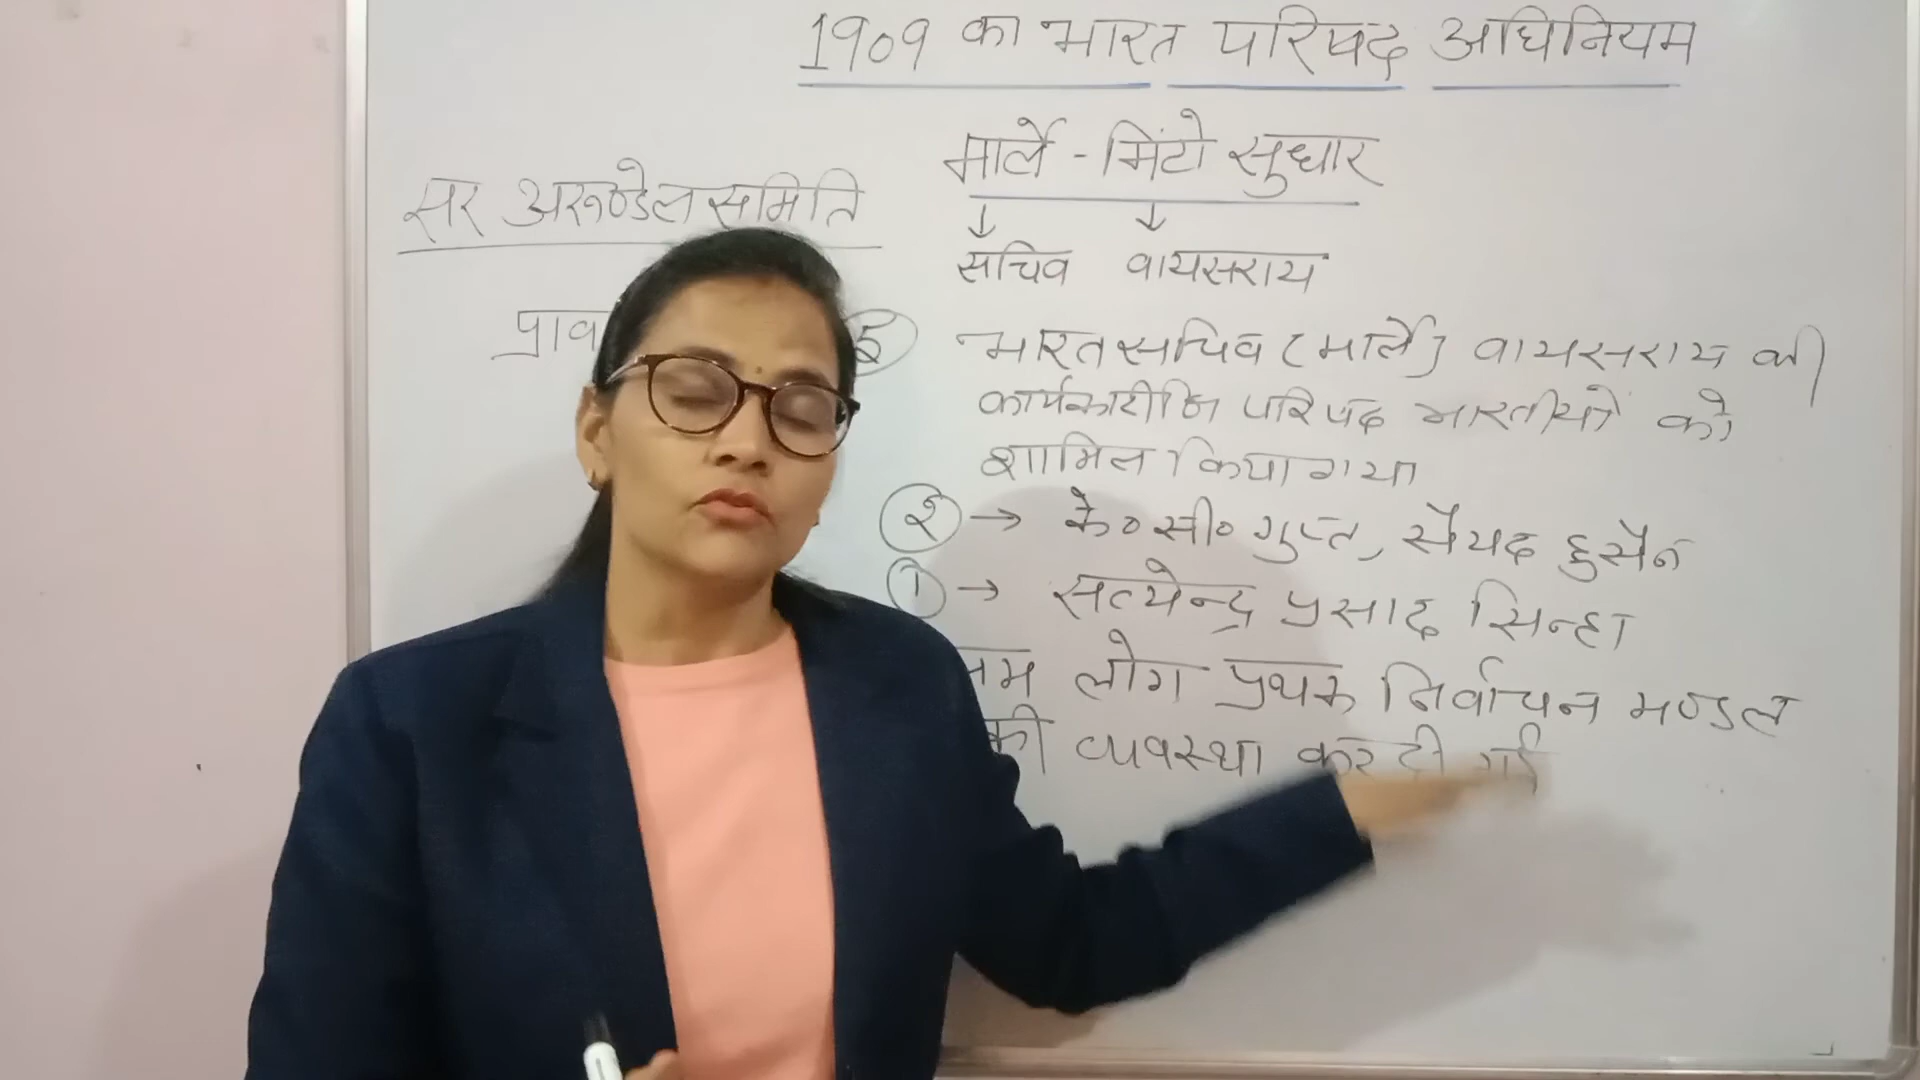 1909 का भारत परिषद अधिनियम
मार्ले - मिंटो सुधार
सर अरुण्डेल समिति
सचिव वायसराय
प्राव
भारत सचिव (मार्ले) वायसराय की
कार्यकारीणि परिषद भारतीयों को
शामिल किया गया
② → के० सी० गुप्त, सैयद हुसैन
① → सत्येन्द्र प्रसाद सिन्हा
लोग प्रथक निर्वाचन मण्डल
की व्यवस्था कर दी गई